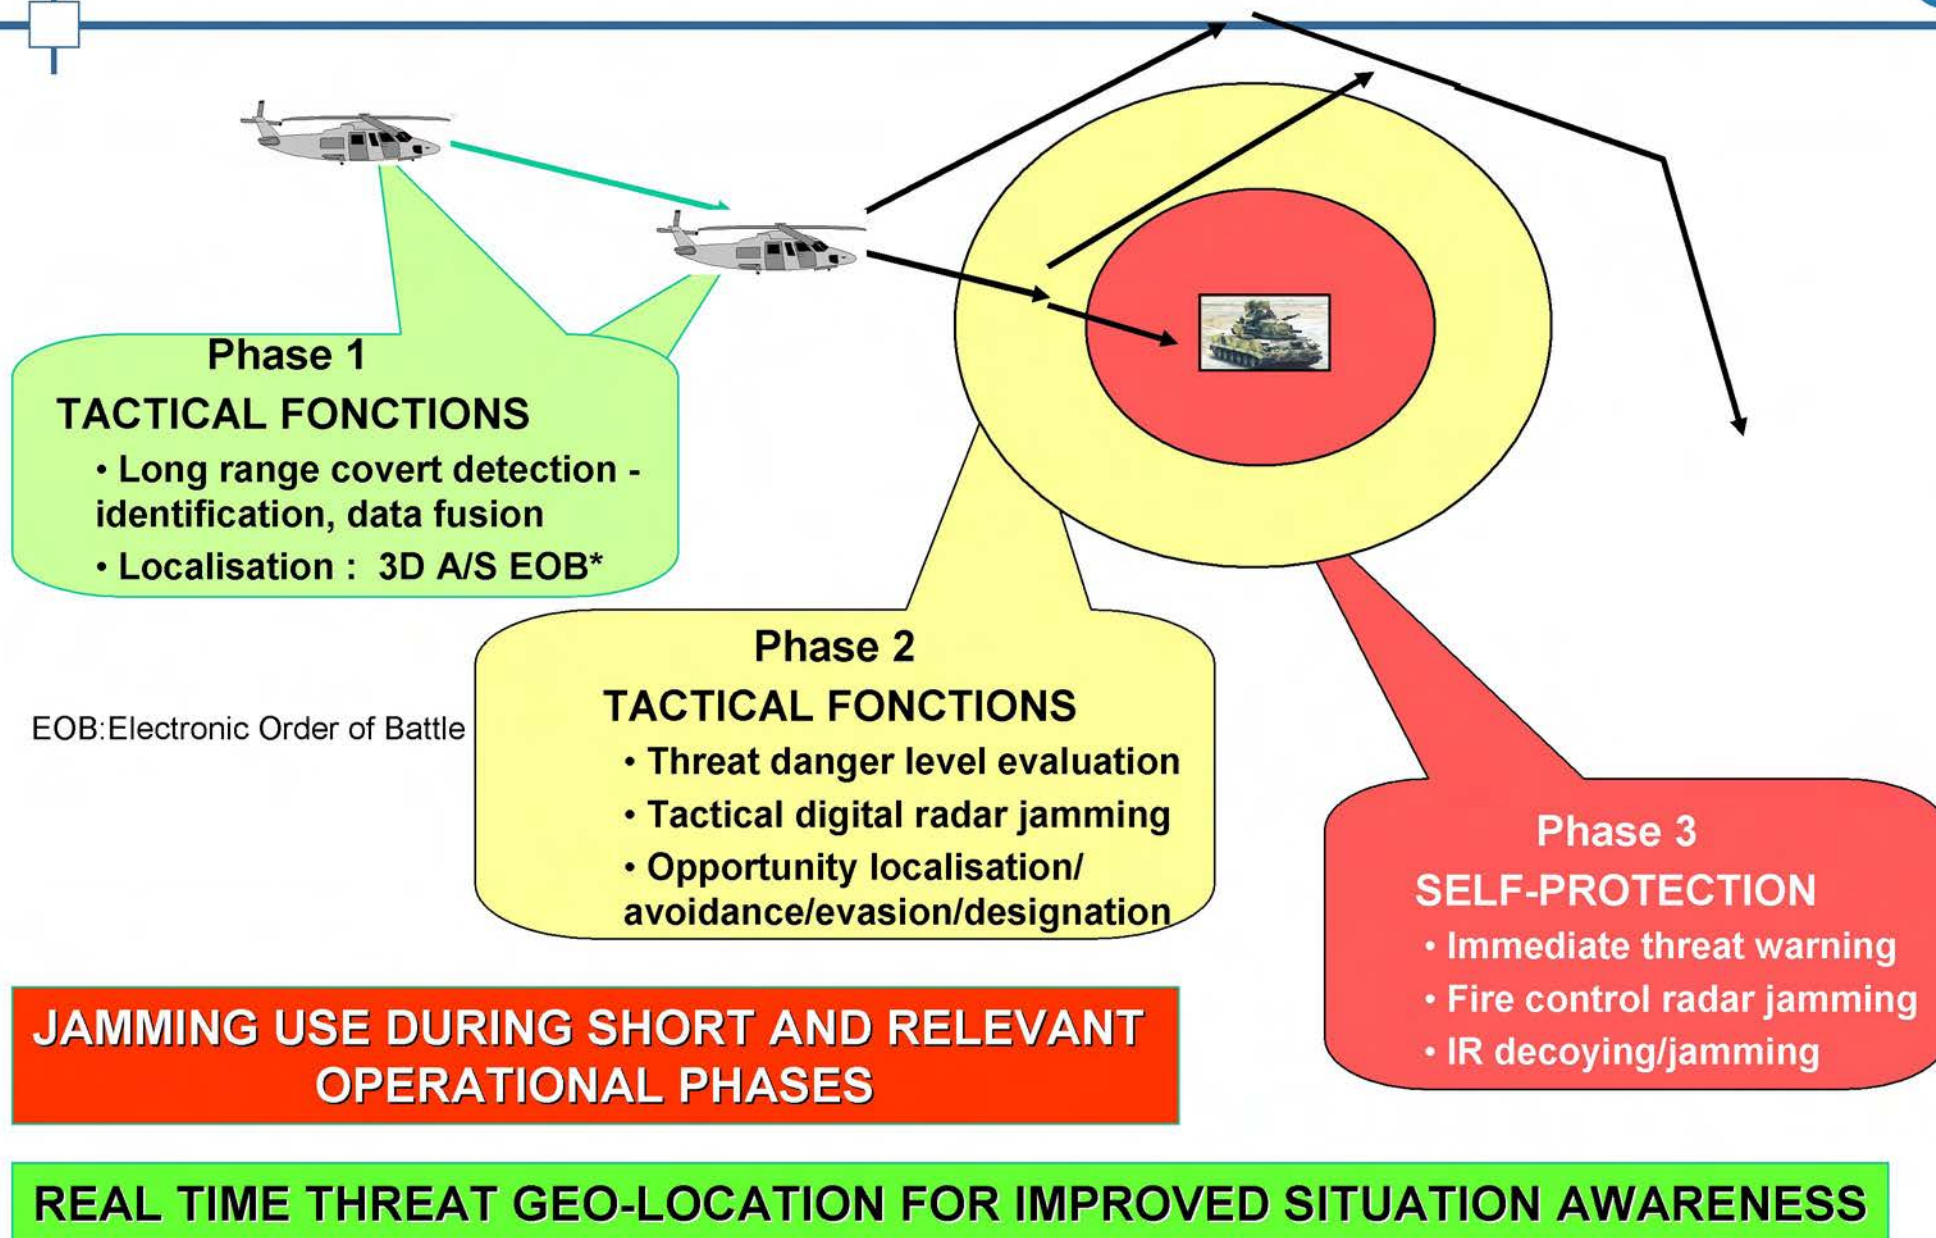 Phase 1
TACTICAL FONCTIONS
• Long range covert detection -
identification, data fusion
• Localisation : 3D A/S EOB*
EOB:Electronic Order of Battle
Phase 2
TACTICAL FONCTIONS
• Threat danger level evaluation
• Tactical digital radar jamming
• Opportunity localisation/
avoidance/evasion/designation
Phase 3
SELF-PROTECTION
• Immediate threat warning
• Fire control radar jamming
• IR decoying/jamming
JAMMING USE DURING SHORT AND RELEVANT
OPERATIONAL PHASES
REAL TIME THREAT GEO-LOCATION FOR IMPROVED SITUATION AWARENESS